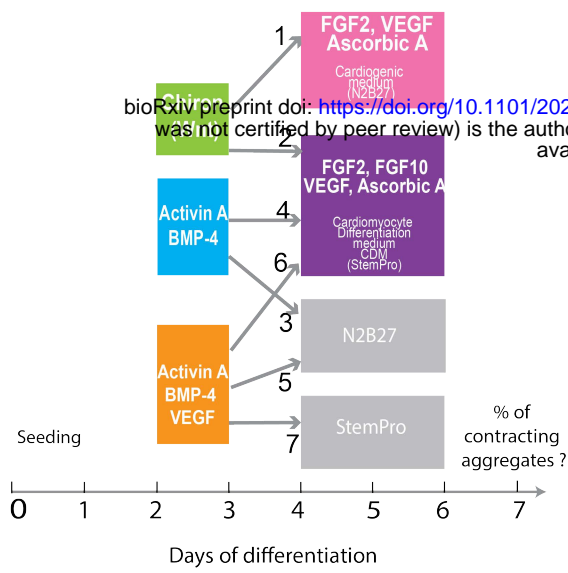 1
FGF2, VEGF
Ascorbic A
Cardiogenic
medium
(N2B27)
Chiron
(Wnt)
bioRxiv preprint doi: https://doi.org/10.1101/202
was not certified by peer review) is the autho
ava
2
FGF2, FGF10
VEGF, Ascorbic A
Cardiomyocyte
Differentiation
medium
CDM
(StemPro)
Activin A
BMP-4
4
6
3
N2B27
5
Activin A
BMP-4
VEGF
7
StemPro
Seeding
% of
contracting
aggregates ?
0 1 2 3 4 5 6 7
Days of differentiation